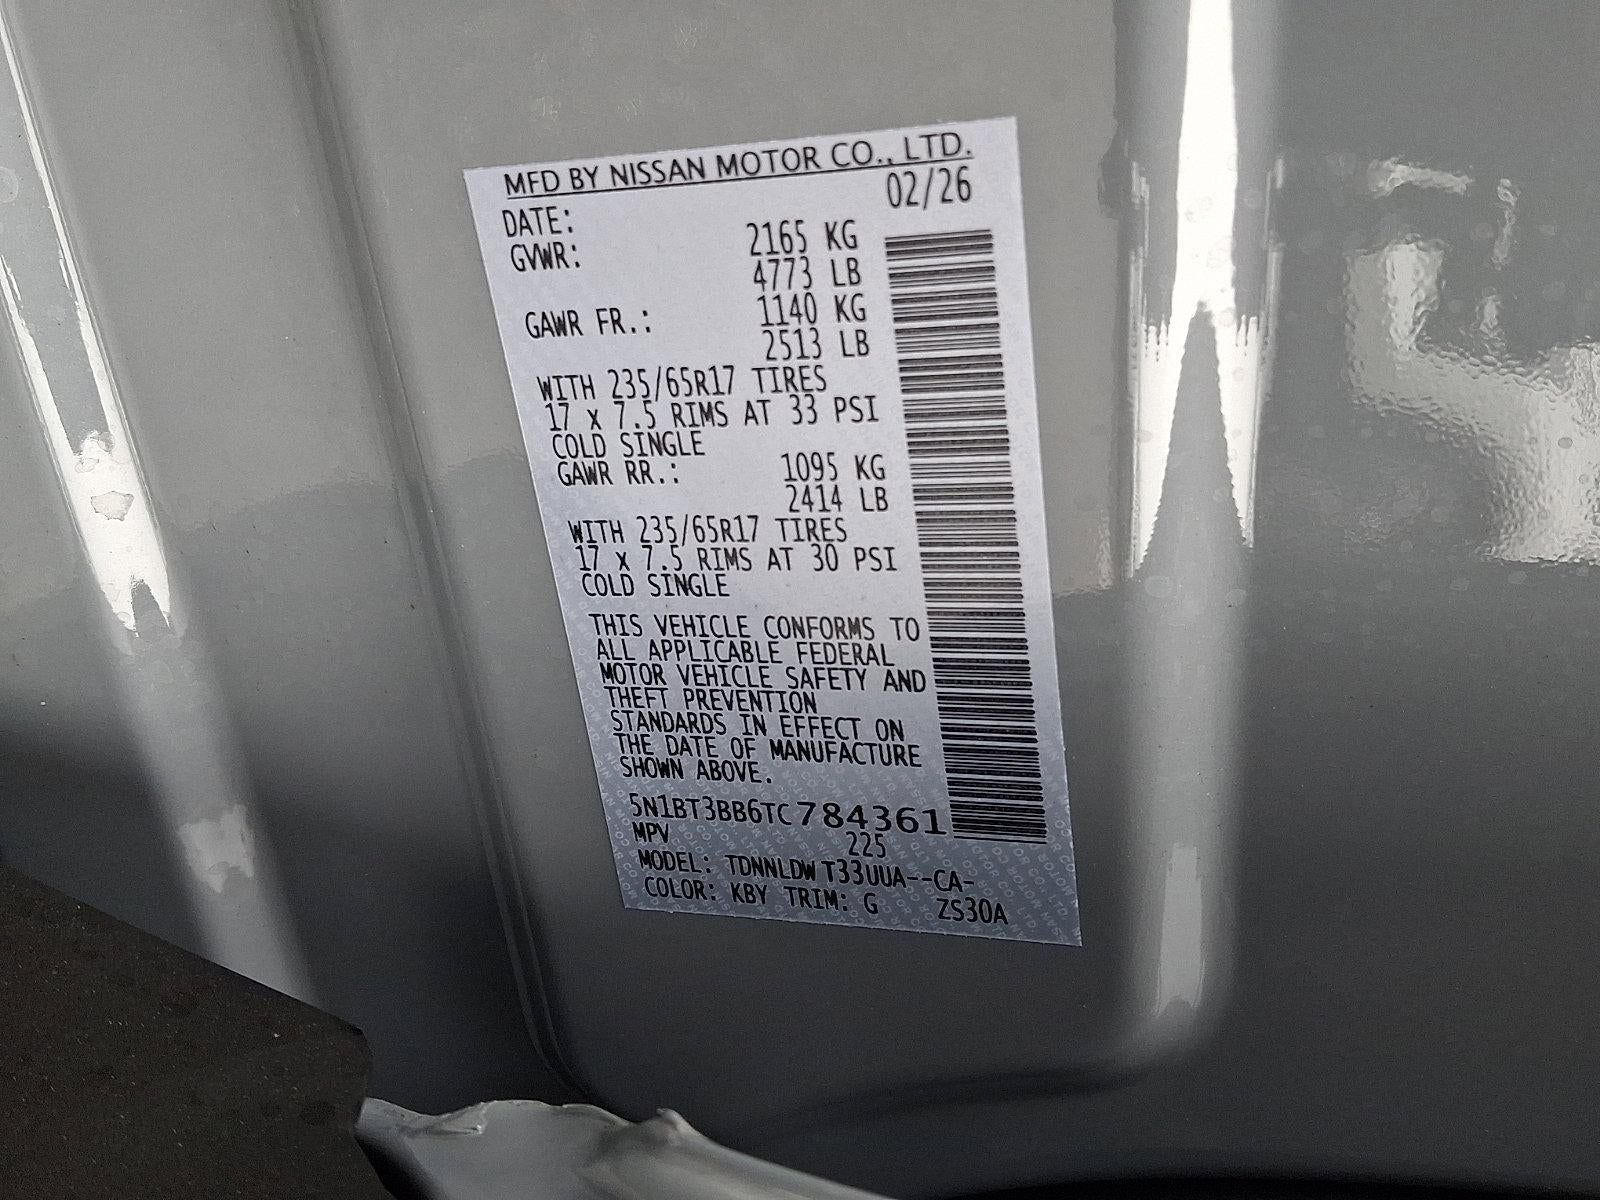 MFD BY NISSAN MOTOR CO., LTD.
DATE: 02/26
GVWR: 2165 KG
4773 LB
GAWR FR.: 1140 KG
2513 LB
WITH 235/65R17 TIRES
17 X 7.5 RIMS AT 33 PSI
COLD SINGLE
GAWR RR.: 1095 KG
2414 LB
WITH 235/65R17 TIRES
17 X 7.5 RIMS AT 30 PSI
COLD SINGLE
THIS VEHICLE CONFORMS TO
ALL APPLICABLE FEDERAL
MOTOR VEHICLE SAFETY AND
THEFT PREVENTION
STANDARDS IN EFFECT ON
THE DATE OF MANUFACTURE
SHOWN ABOVE.
5N1BT3BB6TC784361
MPV 225
MODEL: TDNNLDW T33UUA--CA-
COLOR: KBY TRIM: G ZS30A